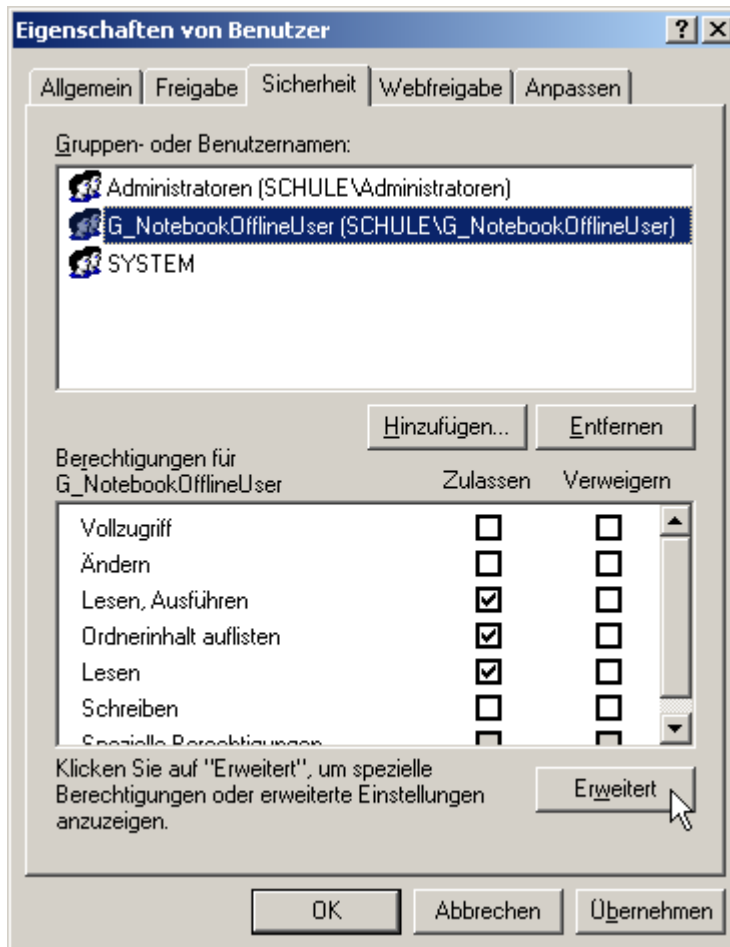 Eigenschaften von Benutzer
Allgemein Freigabe Sicherheit Webfreigabe Anpassen
Gruppen- oder Benutzernamen:
Administratoren (SCHULE\Administratoren)
G_NotebookOfflineUser (SCHULE\G_NotebookOfflineUser)
SYSTEM
Hinzufügen... Entfernen
Berechtigungen für
G_NotebookOfflineUser Zulassen Verweigern
Vollzugriff
Ändern
Lesen, Ausführen
Ordnerinhalt auflisten
Lesen
Schreiben
Spezielle Berechtigungen
Klicken Sie auf "Erweitert", um spezielle
Berechtigungen oder erweiterte Einstellungen
anzuzeigen.
Erweitert
OK Abbrechen Übernehmen